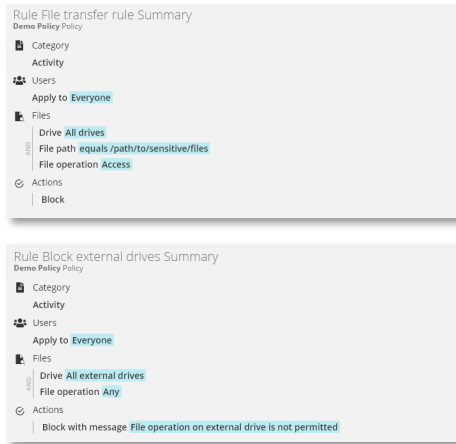 Rule File transfer rule Summary
Demo Policy Policy
Category
Activity
Users
Apply to Everyone
Files
Drive All drives
AND
File path equals /path/to/sensitive/files
File operation Access
Actions
Block
Rule Block external drives Summary
Demo Policy Policy
Category
Activity
Users
Apply to Everyone
Files
Drive All external drives
AND
File operation Any
Actions
Block with message File operation on external drive is not permitted